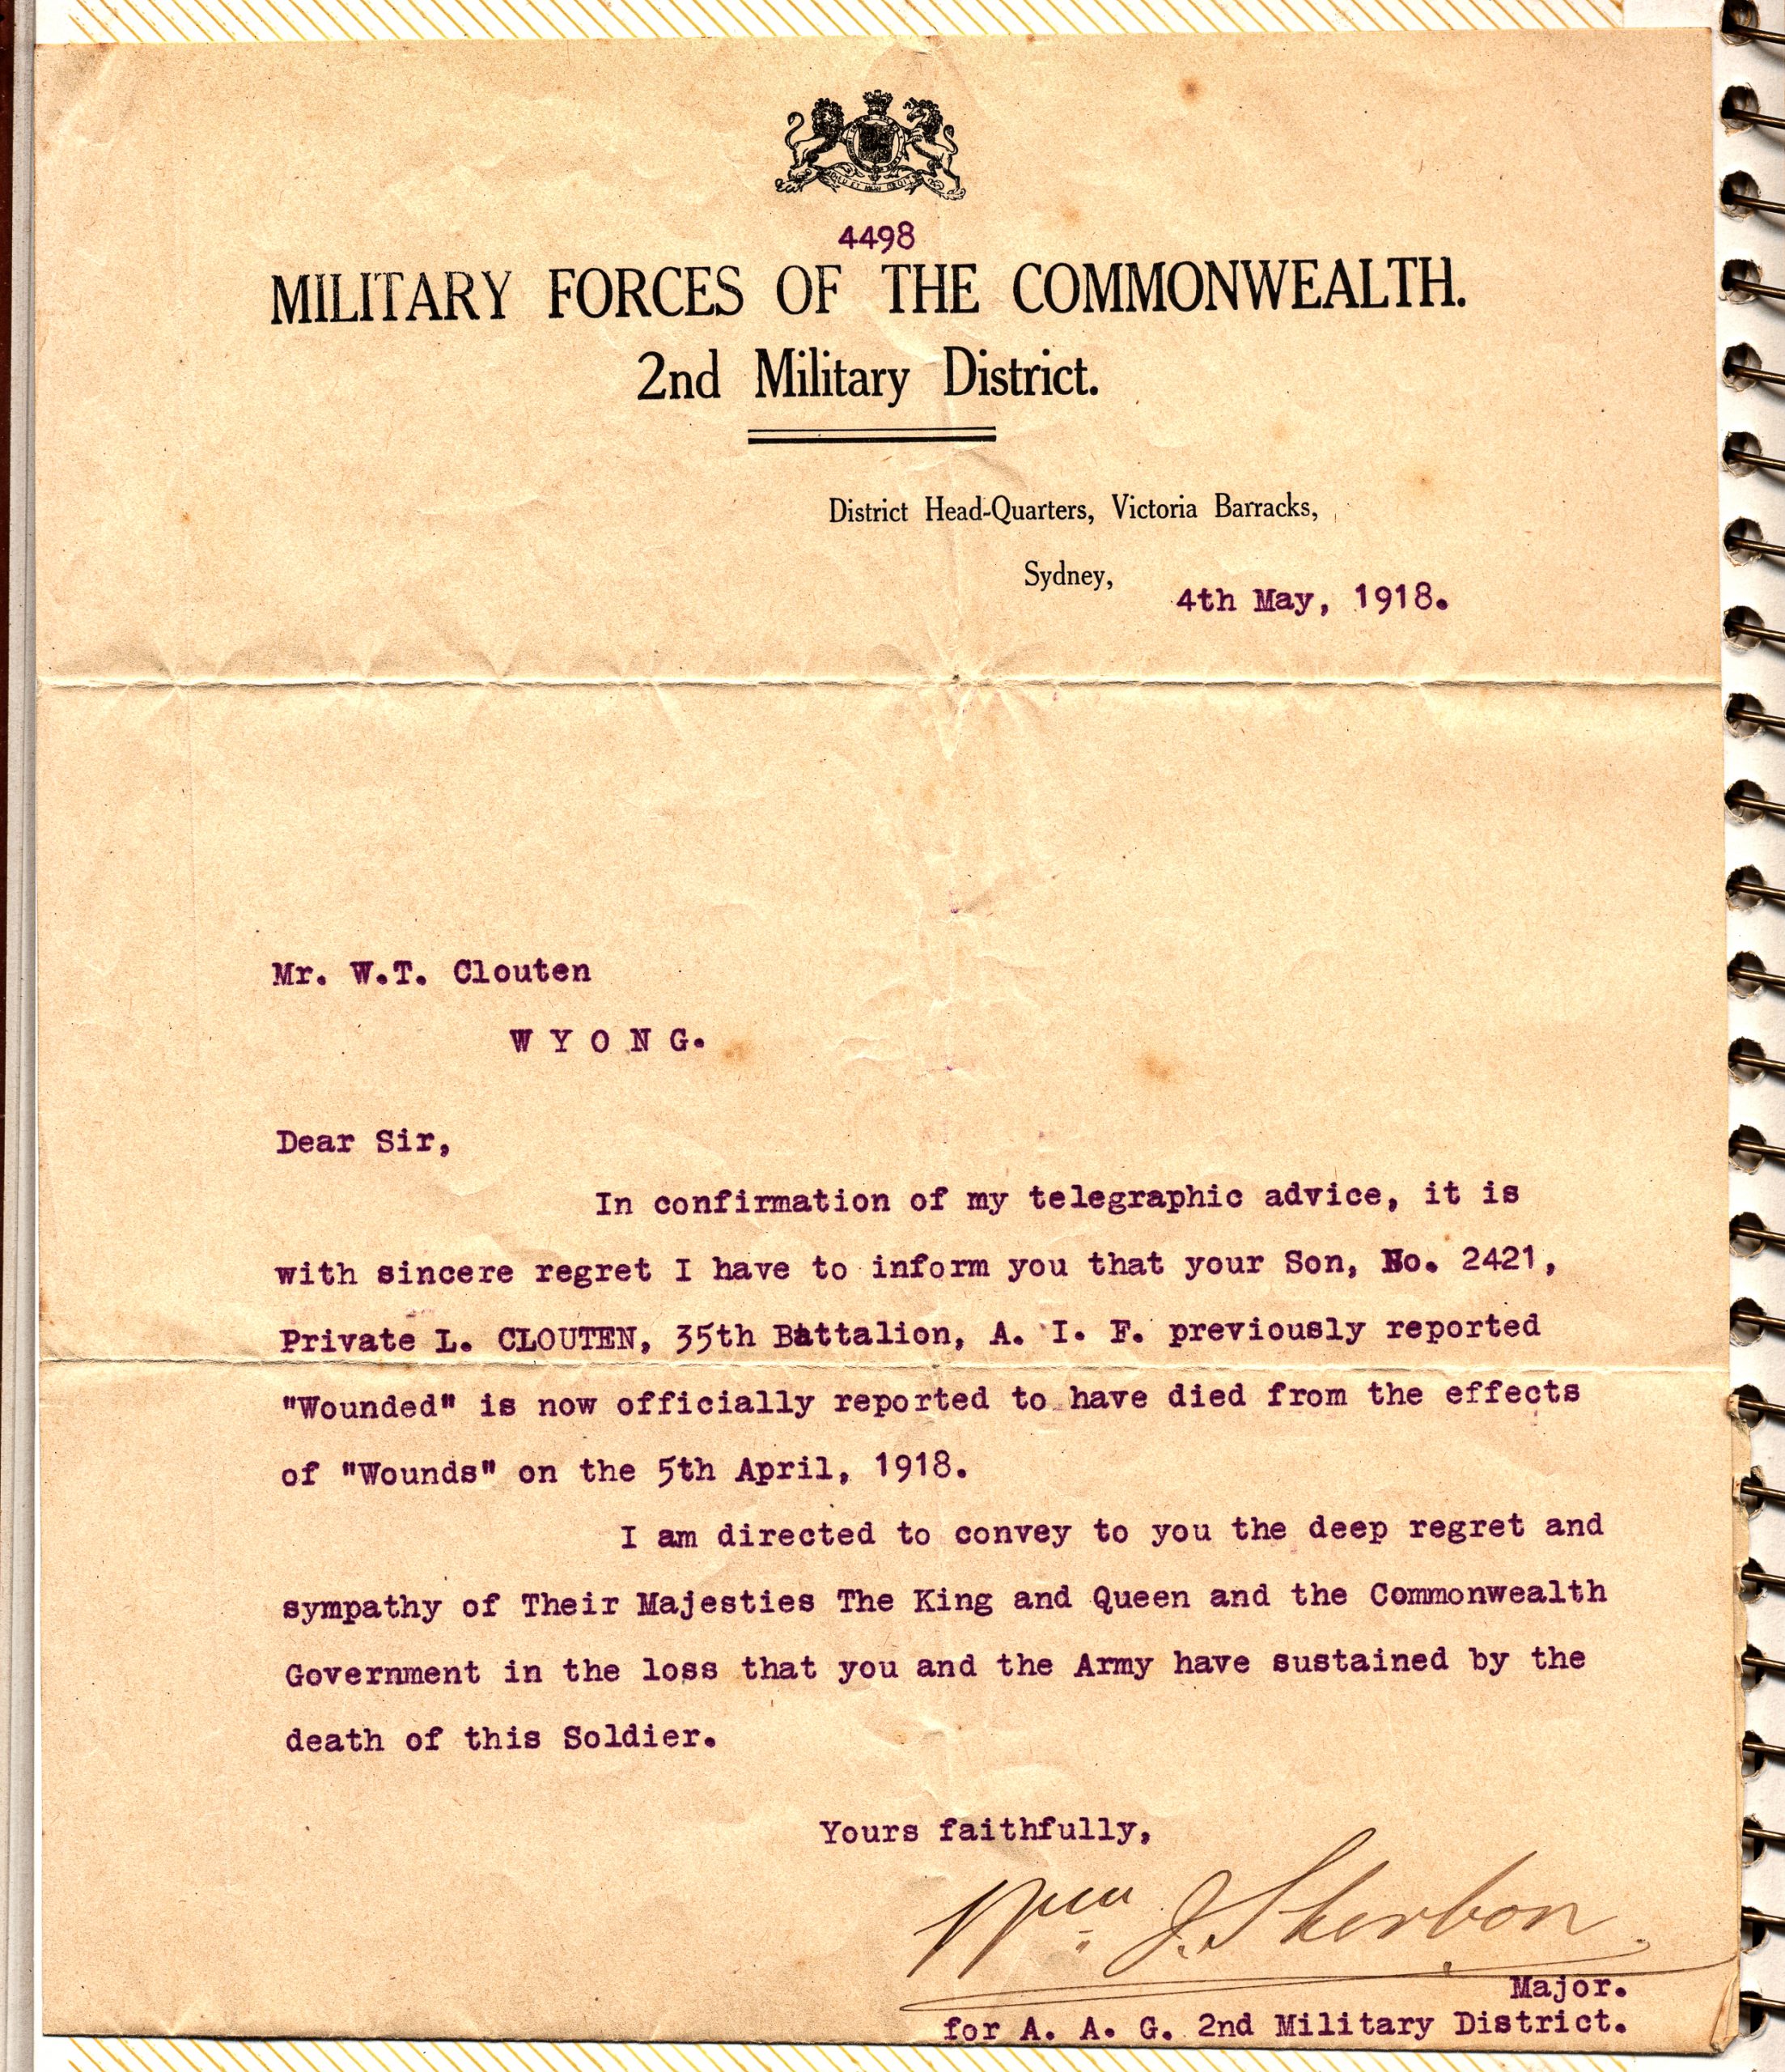 4498
MILITARY FORCES OF THE COMMONWEALTH.
2nd Military District.
District Head-Quarters, Victoria Barracks,
Sydney,
4th May, 1918.
Mr. W.T. Clouten
W Y O N G.
Dear Sir,
In confirmation of my telegraphic advice, it is
with sincere regret I have to inform you that your Son, No. 2421,
Private L. CLOUTEN, 35th Battalion, A. I. F. previously reported
"Wounded" is now officially reported to have died from the effects
of "Wounds" on the 5th April, 1918.
I am directed to convey to you the deep regret and
sympathy of Their Majesties The King and Queen and the Commonwealth
Government in the loss that you and the Army have sustained by the
death of this Soldier.
Yours faithfully,
Wm J. Sherbon
Major.
for A. A. G. 2nd Military District.